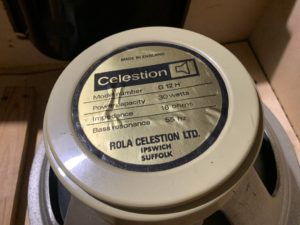 MADE IN ENGLAND
Celestion
Model number G 12 H
Power capacity 30 watts
Impedance 16 ohms
Bass resonance 55 Hz
ROLA CELESTION LTD.
IPSWICH
SUFFOLK